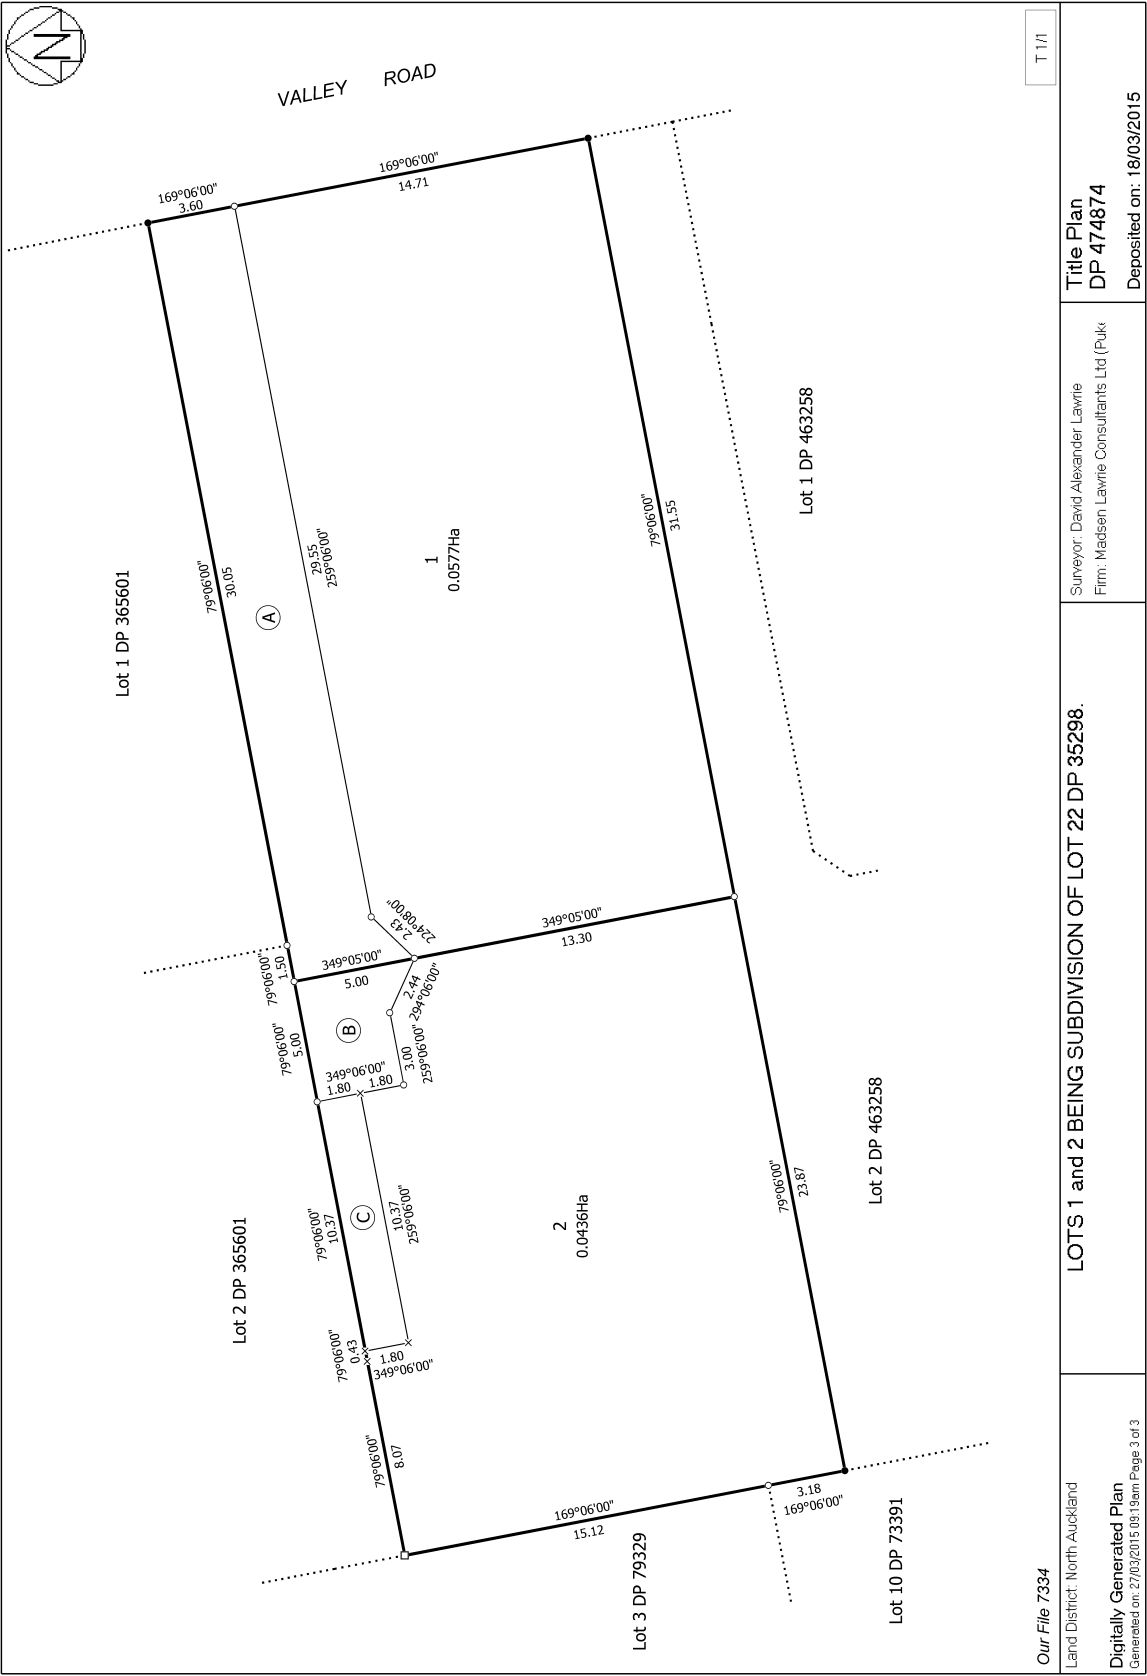 N
T 1/1
VALLEY ROAD
169°06'00"
3.60
169°06'00"
14.71
Lot 1 DP 365601
79°06'00"
30.05
A
29.55
259°06'00"
1
0.0577Ha
79°06'00"
31.55
Lot 1 DP 463258
224°08'00"
2.43
79°06'00"
1.50
349°05'00"
5.00
349°05'00"
13.30
2.44
294°06'00"
B
79°06'00"
5.00
349°06'00"
1.80
1.80
3.00
259°06'00"
Lot 2 DP 365601
79°06'00"
10.37
C
10.37
259°06'00"
2
0.0436Ha
79°06'00"
23.87
Lot 2 DP 463258
79°06'00"
0.43
1.80
349°06'00"
79°06'00"
8.07
169°06'00"
15.12
3.18
169°06'00"
Lot 3 DP 79329
Lot 10 DP 73391
Our File 7334
Land District: North Auckland
Digitally Generated Plan
Generated on: 27/03/2015 09:19am Page 3 of 3
LOTS 1 and 2 BEING SUBDIVISION OF LOT 22 DP 35298.
Surveyor: David Alexander Lawrie
Firm: Madsen Lawrie Consultants Ltd (Puke
Title Plan
DP 474874
Deposited on: 18/03/2015